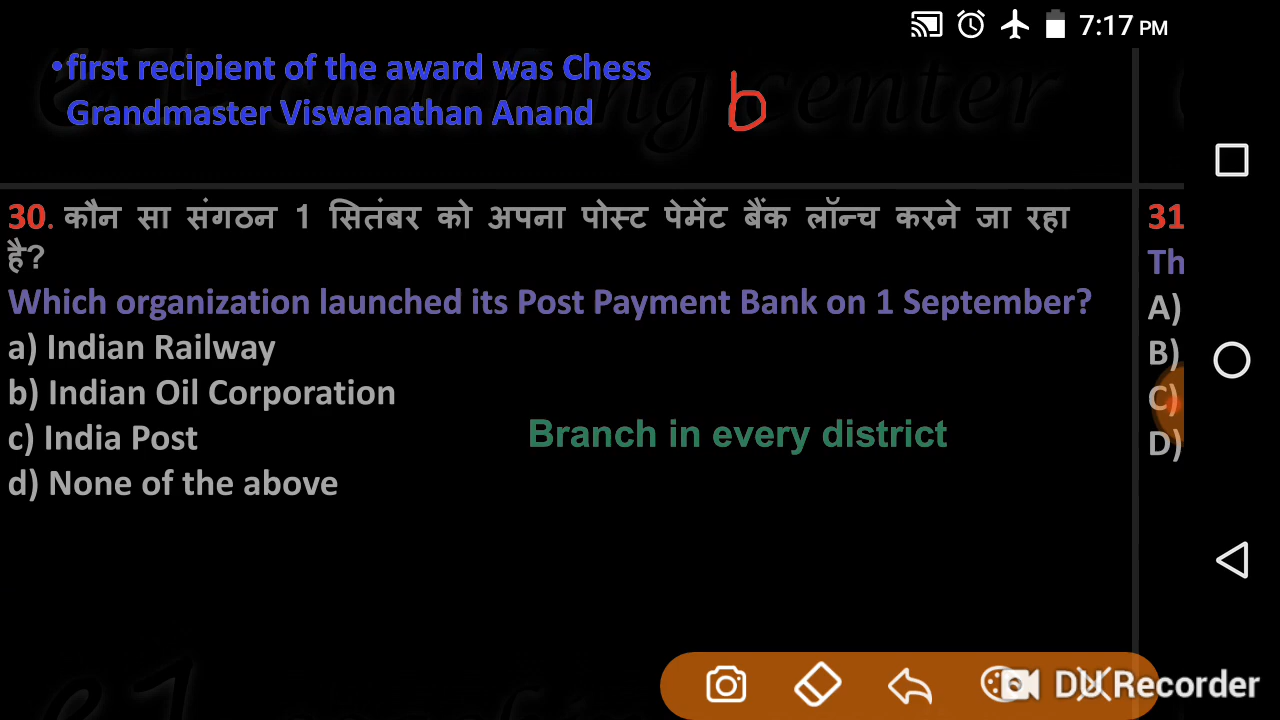 7:17 PM
•first recipient of the award was Chess
Grandmaster Viswanathan Anand
b
coaching center
30. कौन सा संगठन 1 सितंबर को अपना पोस्ट पेमेंट बैंक लॉन्च करने जा रहा
है?
Which organization launched its Post Payment Bank on 1 September?
a) Indian Railway
b) Indian Oil Corporation
c) India Post
d) None of the above
Branch in every district
31
Th
A)
B)
C)
D)
DU Recorder